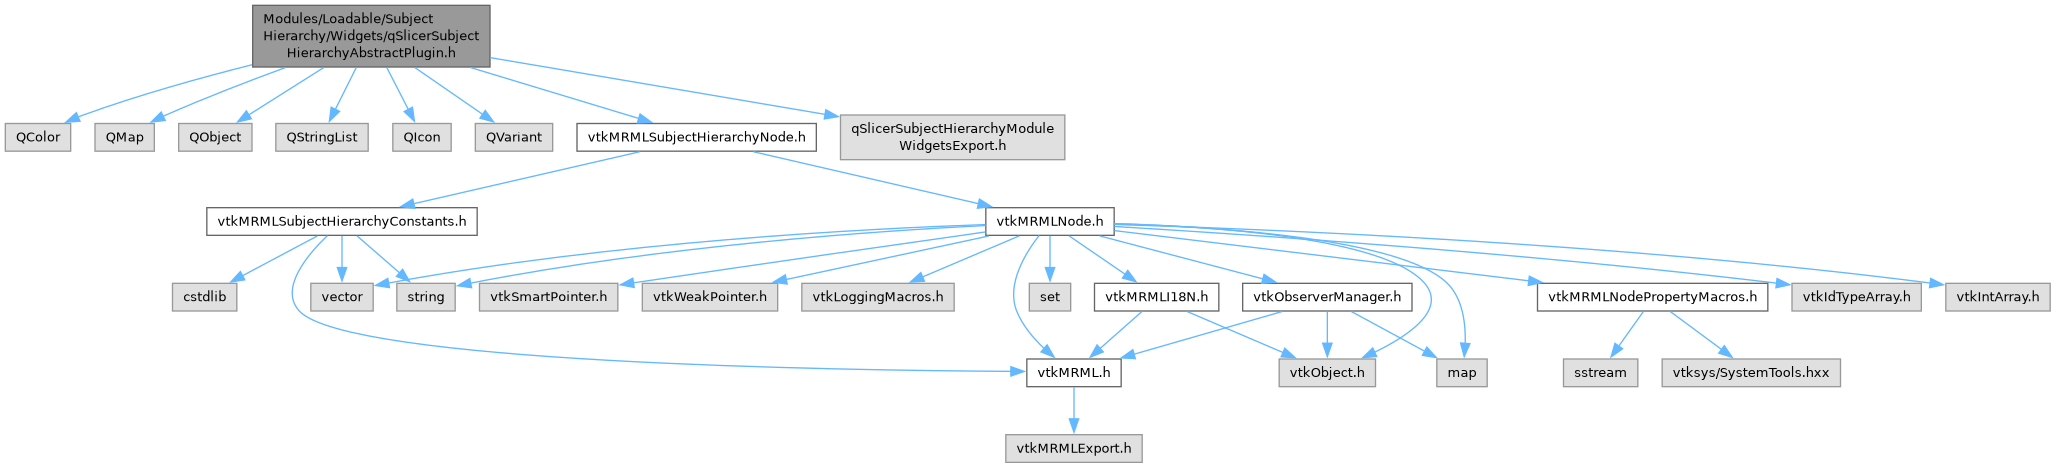 Modules/Loadable/Subject
Hierarchy/Widgets/qSlicerSubject
HierarchyAbstractPlugin.h
QColor
QMap
QObject
QStringList
QIcon
QVariant
vtkMRMLSubjectHierarchyNode.h
qSlicerSubjectHierarchyModule
WidgetsExport.h
vtkMRMLSubjectHierarchyConstants.h
vtkMRMLNode.h
cstdlib
vector
string
vtkSmartPointer.h
vtkWeakPointer.h
vtkLoggingMacros.h
set
vtkMRMLI18N.h
vtkObserverManager.h
vtkMRMLNodePropertyMacros.h
vtkIdTypeArray.h
vtkIntArray.h
vtkMRML.h
vtkObject.h
map
sstream
vtksys/SystemTools.hxx
vtkMRMLExport.h